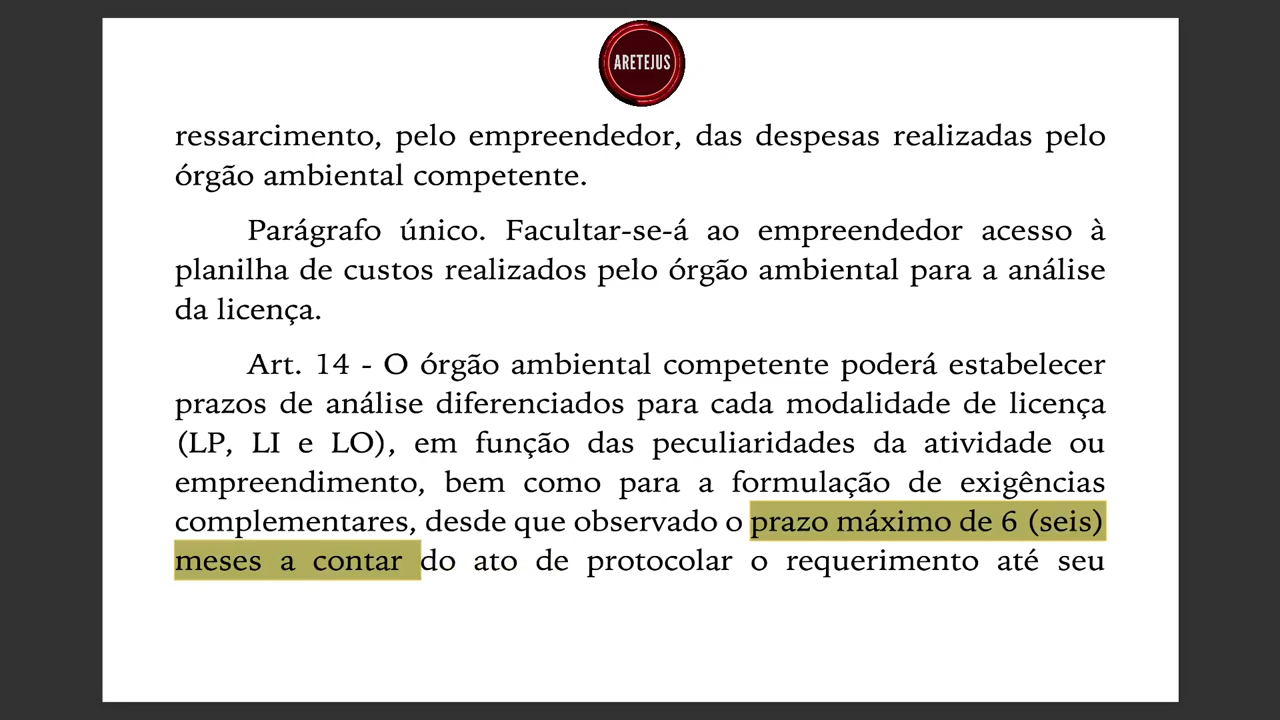 ARETEJUS
ressarcimento, pelo empreendedor, das despesas realizadas pelo
órgão ambiental competente.
Parágrafo único. Facultar-se-á ao empreendedor acesso à
planilha de custos realizados pelo órgão ambiental para a análise
da licença.
Art. 14 - O órgão ambiental competente poderá estabelecer
prazos de análise diferenciados para cada modalidade de licença
(LP, LI e LO), em função das peculiaridades da atividade ou
empreendimento, bem como para a formulação de exigências
complementares, desde que observado o prazo máximo de 6 (seis)
meses a contar do ato de protocolar o requerimento até seu